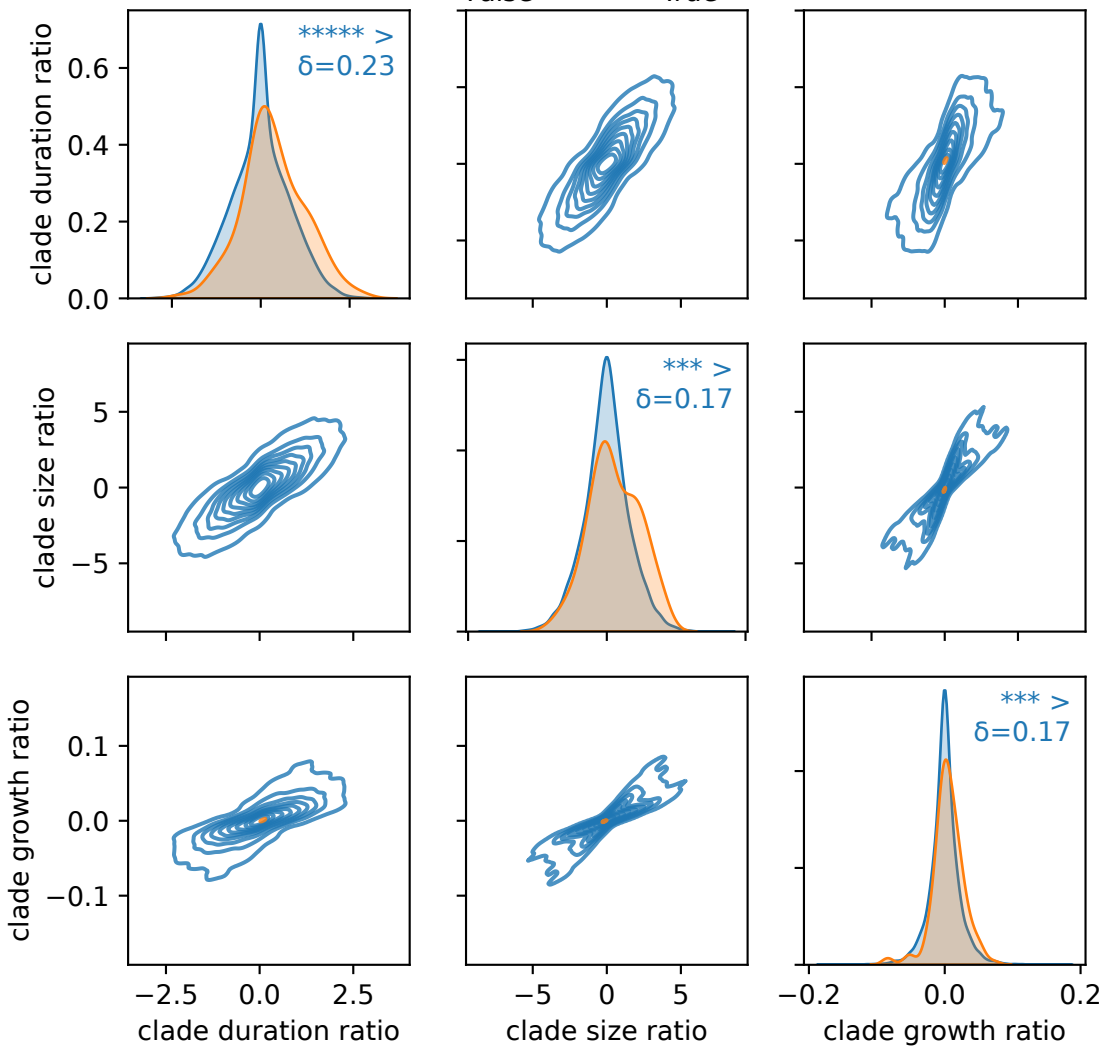 ***** >
δ=0.23
clade duration ratio
0.6
0.4
0.2
0.0
*** >
δ=0.17
clade size ratio
5
0
−5
*** >
δ=0.17
clade growth ratio
0.1
0.0
−0.1
−2.5 0.0 2.5
−5 0 5
−0.2 0.0 0.2
clade duration ratio
clade size ratio
clade growth ratio